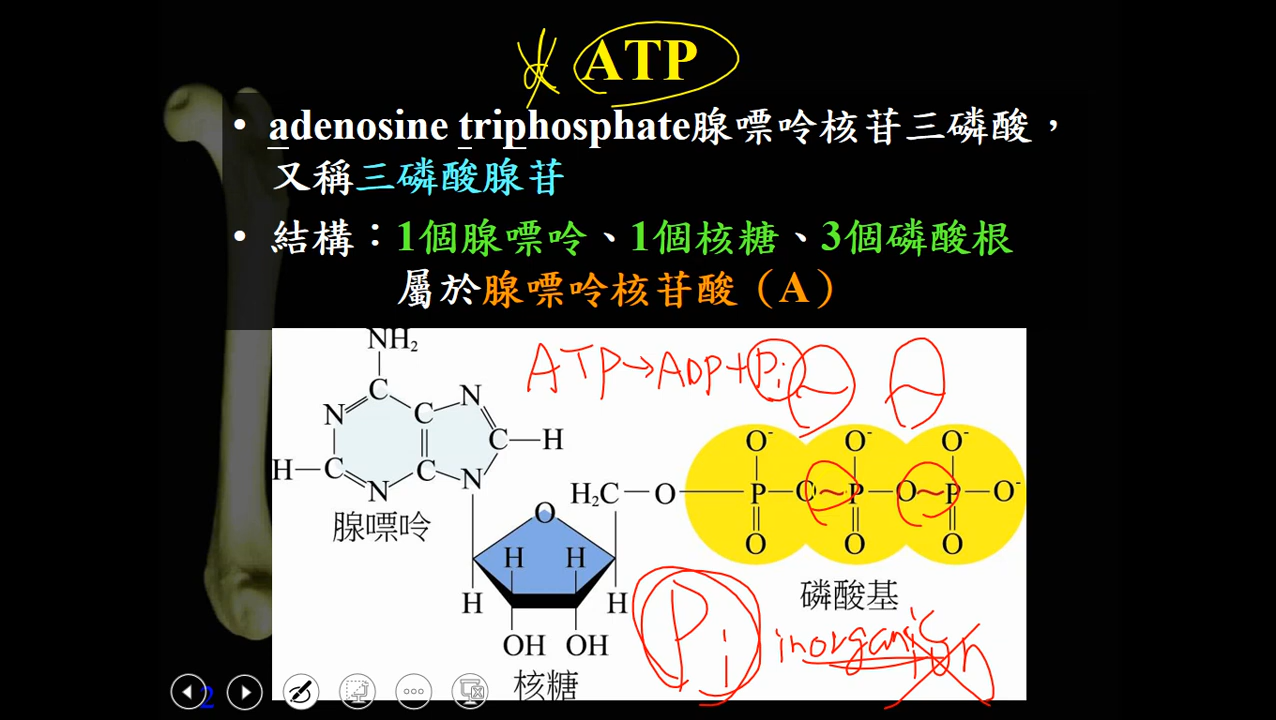 ATP
• adenosine triphosphate腺嘌呤核苷三磷酸，
又稱三磷酸腺苷
• 結構：1個腺嘌呤、1個核糖、3個磷酸根
屬於腺嘌呤核苷酸（A）
ATP→ADP+Pi
NH₂
C
N
N
C
C—H
H—C
C
N
N
腺嘌呤
O
H₂C—O—P—O~P—O~P—O⁻
O⁻
O⁻
O⁻
O
O
O
磷酸基
H
H
H
H
OH
OH
核糖
Pi
inorganic
2